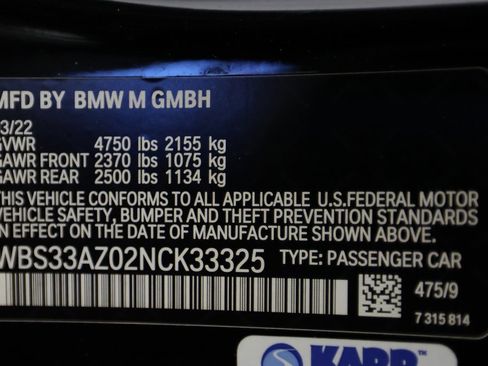 MFD BY BMW M GMBH
3/22
GVWR 4750 lbs 2155 kg
GAWR FRONT 2370 lbs 1075 kg
GAWR REAR 2500 lbs 1134 kg
THIS VEHICLE CONFORMS TO ALL APPLICABLE U.S.FEDERAL MOTOR
VEHICLE SAFETY, BUMPER AND THEFT PREVENTION STANDARDS
IN EFFECT ON THE DATE OF MANUFACTURE SHOWN ABOVE.
WBS33AZ02NCK33325 TYPE: PASSENGER CAR
475/9
7 315 814
KARR